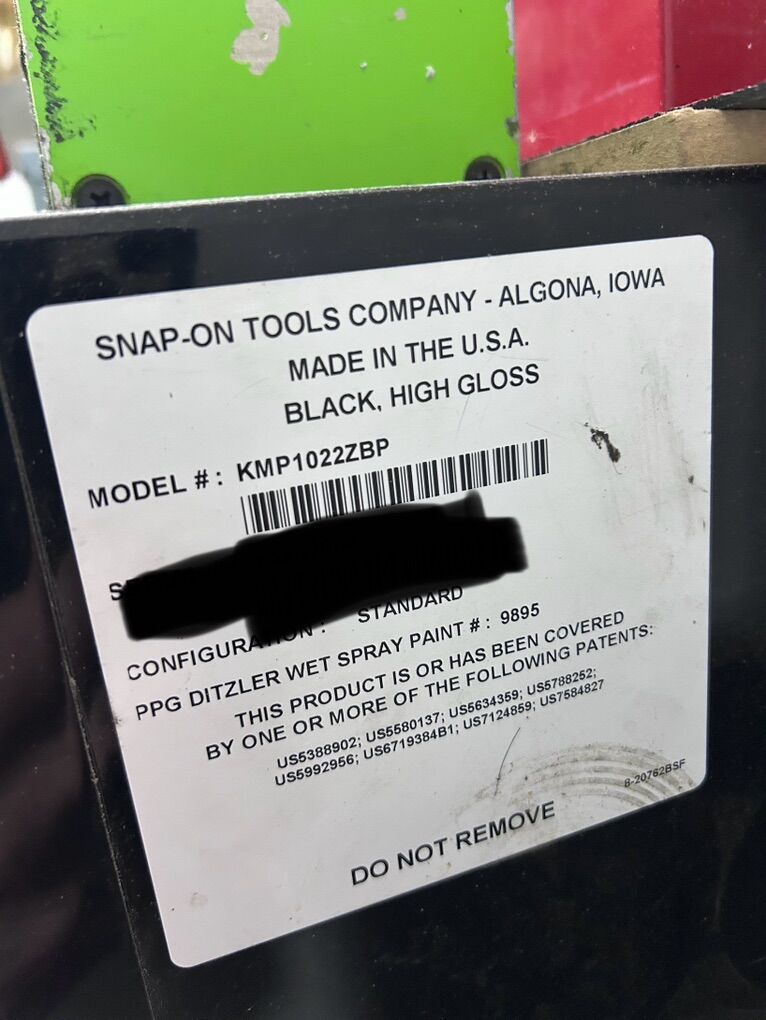 SNAP-ON TOOLS COMPANY - ALGONA, IOWA
MADE IN THE U.S.A.
BLACK, HIGH GLOSS
MODEL #: KMP1022ZBP
CONFIGURATION: STANDARD
PPG DITZLER WET SPRAY PAINT #: 9895
THIS PRODUCT IS OR HAS BEEN COVERED
BY ONE OR MORE OF THE FOLLOWING PATENTS:
US5388902; US5580137; US5634359; US5788252;
US5992956; US6719384B1; US7124859; US7584827
8-20762BSF
DO NOT REMOVE